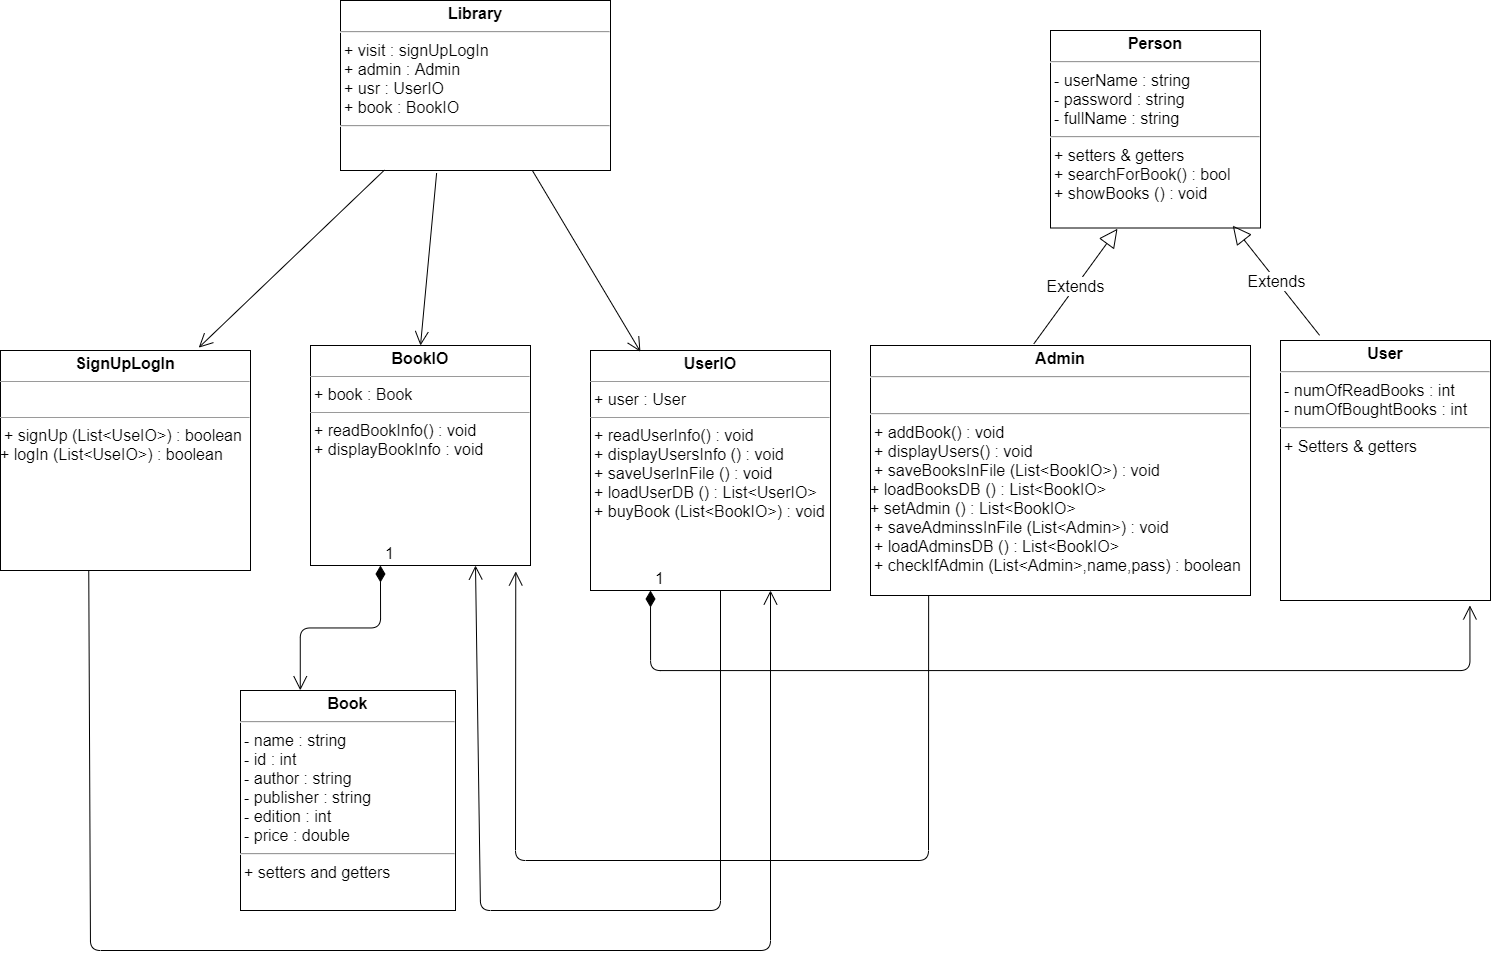 Library
+ visit : signUpLogIn
+ admin : Admin
+ usr : UserIO
+ book : BookIO
Person
- userName : string
- password : string
- fullName : string
+ setters & getters
+ searchForBook() : bool
+ showBooks () : void
Extends
Extends
SignUpLogIn
+ signUp (List<UseIO>) : boolean
+ logIn (List<UseIO>) : boolean
BookIO
+ book : Book
+ readBookInfo() : void
+ displayBookInfo : void
1
UserIO
+ user : User
+ readUserInfo() : void
+ displayUsersInfo () : void
+ saveUserInFile () : void
+ loadUserDB () : List<UserIO>
+ buyBook (List<BookIO>) : void
1
Admin
+ addBook() : void
+ displayUsers() : void
+ saveBooksInFile (List<BookIO>) : void
+ loadBooksDB () : List<BookIO>
+ setAdmin () : List<BookIO>
+ saveAdminssInFile (List<Admin>) : void
+ loadAdminsDB () : List<BookIO>
+ checkIfAdmin (List<Admin>,name,pass) : boolean
User
- numOfReadBooks : int
- numOfBoughtBooks : int
+ Setters & getters
Book
- name : string
- id : int
- author : string
- publisher : string
- edition : int
- price : double
+ setters and getters